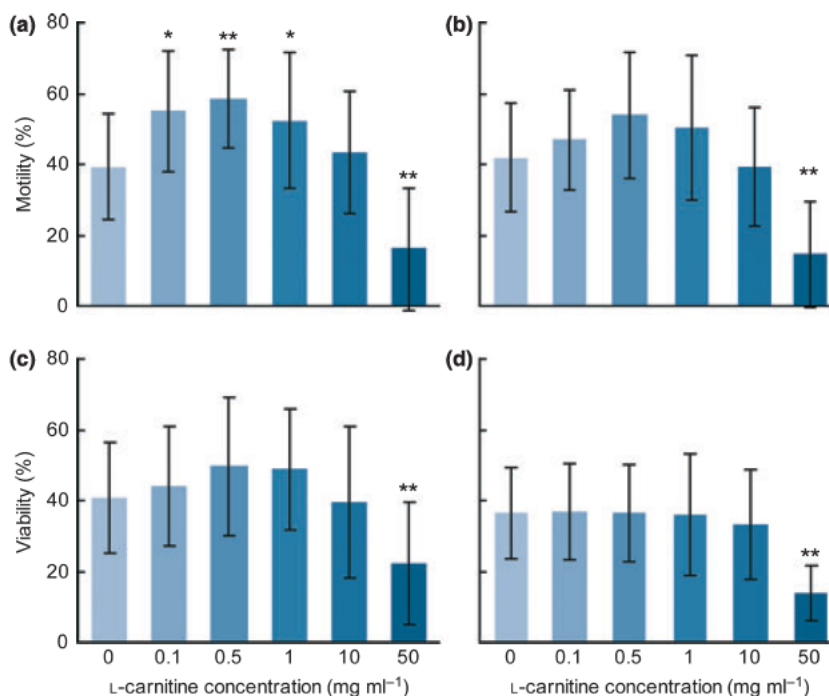 (a)
80
60
40
20
0
Motility (%)
*
**
*
**
(b)
**
(c)
80
60
40
20
0
Viability (%)
**
0 0.1 0.5 1 10 50
L-carnitine concentration (mg ml⁻¹)
(d)
**
0 0.1 0.5 1 10 50
L-carnitine concentration (mg ml⁻¹)